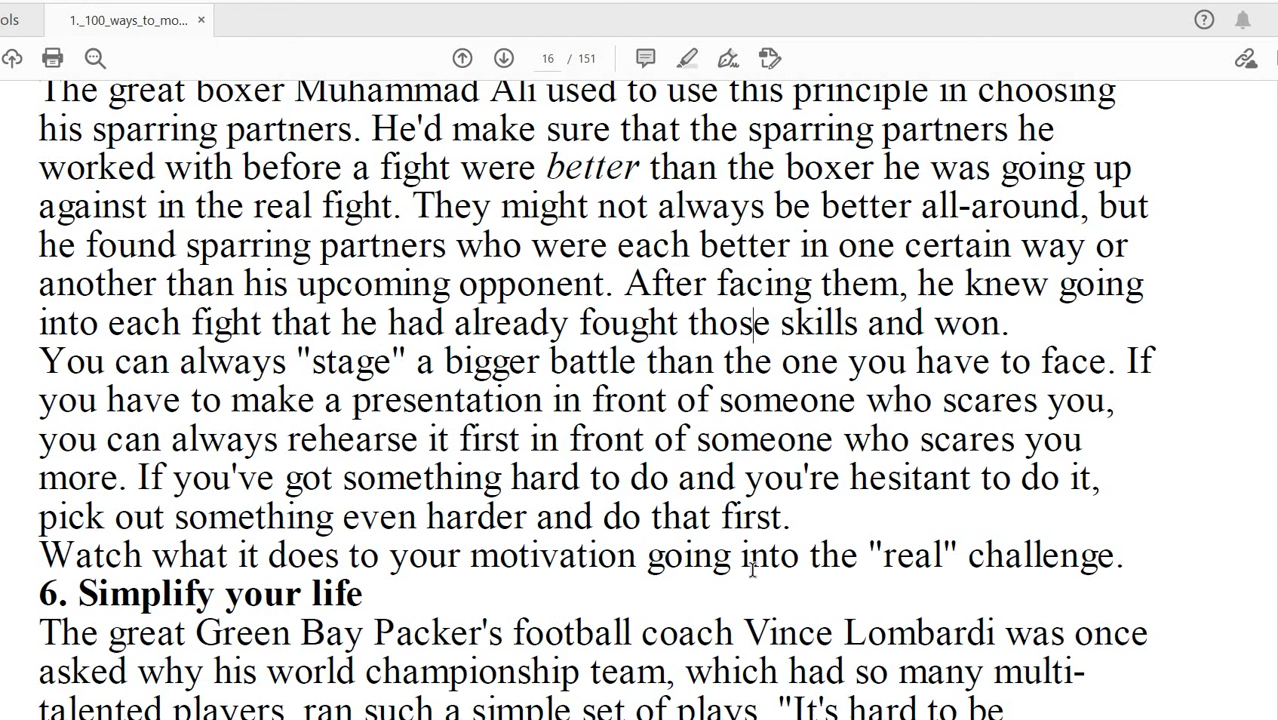 ols
1._100_ways_to_mo... ×
16 / 151
The great boxer Muhammad Ali used to use this principle in choosing
his sparring partners. He'd make sure that the sparring partners he
worked with before a fight were better than the boxer he was going up
against in the real fight. They might not always be better all-around, but
he found sparring partners who were each better in one certain way or
another than his upcoming opponent. After facing them, he knew going
into each fight that he had already fought those skills and won.
You can always "stage" a bigger battle than the one you have to face. If
you have to make a presentation in front of someone who scares you,
you can always rehearse it first in front of someone who scares you
more. If you've got something hard to do and you're hesitant to do it,
pick out something even harder and do that first.
Watch what it does to your motivation going into the "real" challenge.
6. Simplify your life
The great Green Bay Packer's football coach Vince Lombardi was once
asked why his world championship team, which had so many multi-
talented players, ran such a simple set of plays. "It's hard to be